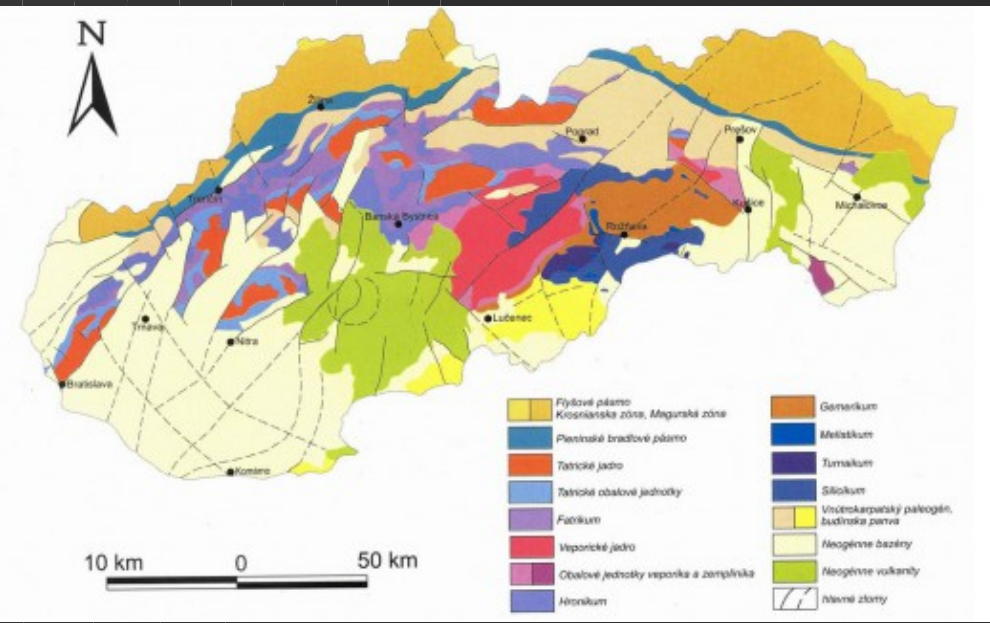 N
Žilina
Poprad
Prešov
Trenčín
Košice
Michalovce
Banská Bystrica
Rožňava
Trnava
Lučenec
Nitra
Bratislava
Komárno
Flyšové pásmo
Krosnianska zóna, Magurská zóna
Pieninské bradlové pásmo
Tatrické jadro
Tatrické obalové jednotky
Fatrikum
Veporické jadro
Obalové jednotky veporika a zemplinika
Hronikum
Gemerikum
Meliatikum
Turnaikum
Silicikum
Vnútrokarpatský paleogén,
budínska panva
Neogénne bazény
Neogénne vulkanity
hlavné zlomy
10 km 0 50 km